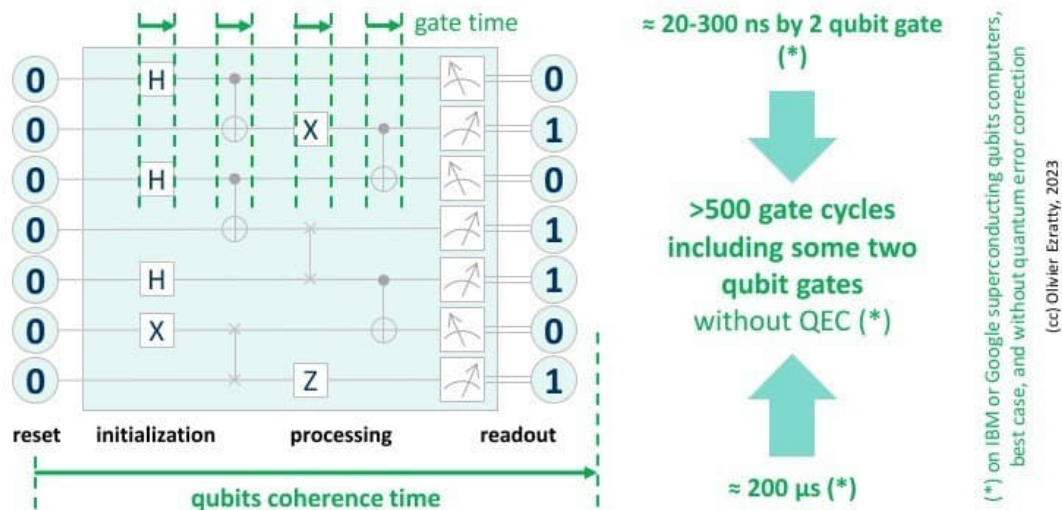 gate time
0 H 0
0 X 1
0 H 0
0 1
0 H 1
0 X 0
0 Z 1
reset initialization processing readout
qubits coherence time
≈ 20-300 ns by 2 qubit gate
(*)
>500 gate cycles
including some two
qubit gates
without QEC (*)
≈ 200 µs (*)
(*) on IBM or Google superconducting qubits computers,
best case, and without quantum error correction
(cc) Olivier Ezratty, 2023